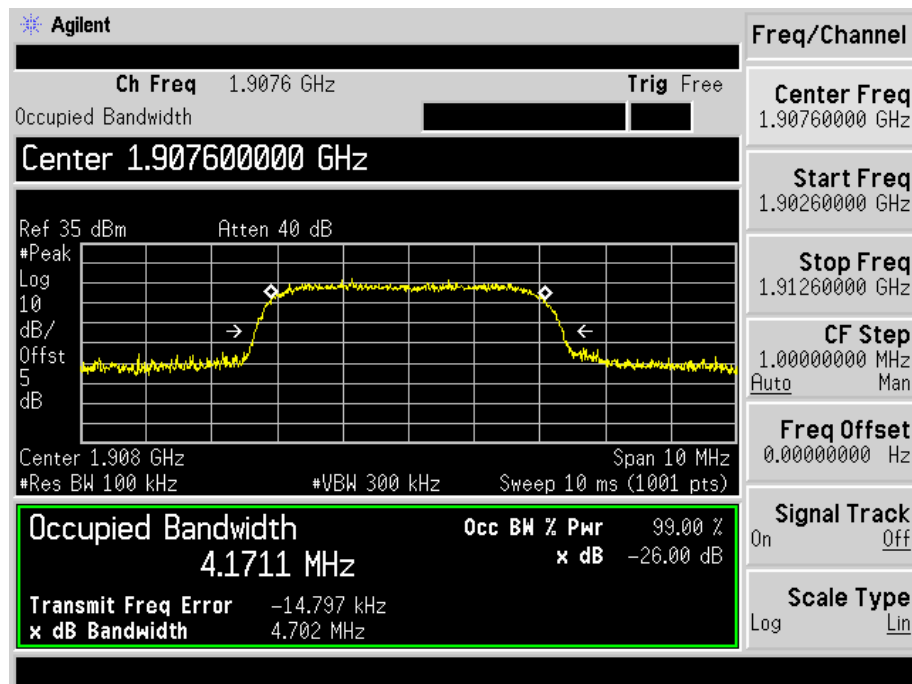 Agilent
Freq/Channel
Ch Freq 1.9076 GHz Trig Free
Occupied Bandwidth
Center 1.907600000 GHz
Ref 35 dBm Atten 40 dB
#Peak
Log
10
dB/
Offst
5
dB
Center 1.908 GHz Span 10 MHz
#Res BW 100 kHz #VBW 300 kHz Sweep 10 ms (1001 pts)
Occupied Bandwidth Occ BW % Pwr 99.00 %
4.1711 MHz x dB -26.00 dB
Transmit Freq Error -14.797 kHz
x dB Bandwidth 4.702 MHz
Center Freq
1.90760000 GHz
Start Freq
1.90260000 GHz
Stop Freq
1.91260000 GHz
CF Step
1.00000000 MHz
Auto Man
Freq Offset
0.00000000 Hz
Signal Track
On Off
Scale Type
Log Lin